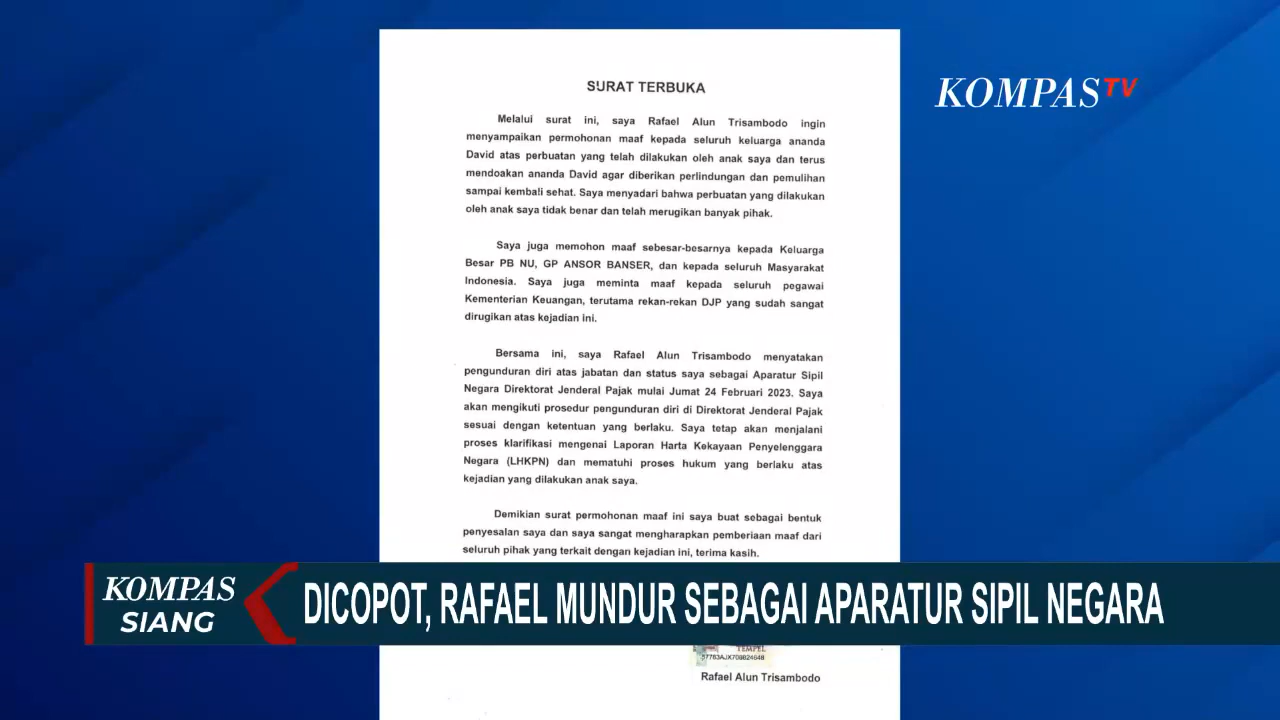 SURAT TERBUKA
KOMPASTV
Melalui surat ini, saya Rafael Alun Trisambodo ingin
menyampaikan permohonan maaf kepada seluruh keluarga ananda
David atas perbuatan yang telah dilakukan oleh anak saya dan terus
mendoakan ananda David agar diberikan perlindungan dan pemulihan
sampai kembali sehat. Saya menyadari bahwa perbuatan yang dilakukan
oleh anak saya tidak benar dan telah merugikan banyak pihak.
Saya juga memohon maaf sebesar-besarnya kepada Keluarga
Besar PB NU, GP ANSOR BANSER, dan kepada seluruh Masyarakat
Indonesia. Saya juga meminta maaf kepada seluruh pegawai
Kementerian Keuangan, terutama rekan-rekan DJP yang sudah sangat
dirugikan atas kejadian ini.
Bersama ini, saya Rafael Alun Trisambodo menyatakan
pengunduran diri atas jabatan dan status saya sebagai Aparatur Sipil
Negara Direktorat Jenderal Pajak mulai Jumat 24 Februari 2023. Saya
akan mengikuti prosedur pengunduran diri di Direktorat Jenderal Pajak
sesuai dengan ketentuan yang berlaku. Saya tetap akan menjalani
proses klarifikasi mengenai Laporan Harta Kekayaan Penyelenggara
Negara (LHKPN) dan mematuhi proses hukum yang berlaku atas
kejadian yang dilakukan anak saya.
Demikian surat permohonan maaf ini saya buat sebagai bentuk
penyesalan saya dan saya sangat mengharapkan pemberiaan maaf dari
seluruh pihak yang terkait dengan kejadian ini, terima kasih.
KOMPAS
SIANG
DICOPOT, RAFAEL MUNDUR SEBAGAI APARATUR SIPIL NEGARA
TEMPEL
Rafael Alun Trisambodo